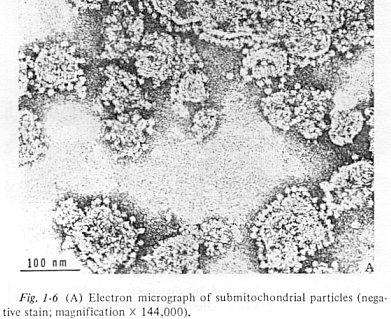 100 nm
A
Fig. 1-6 (A) Electron micrograph of submitochondrial particles (nega-
tive stain; magnification × 144,000).